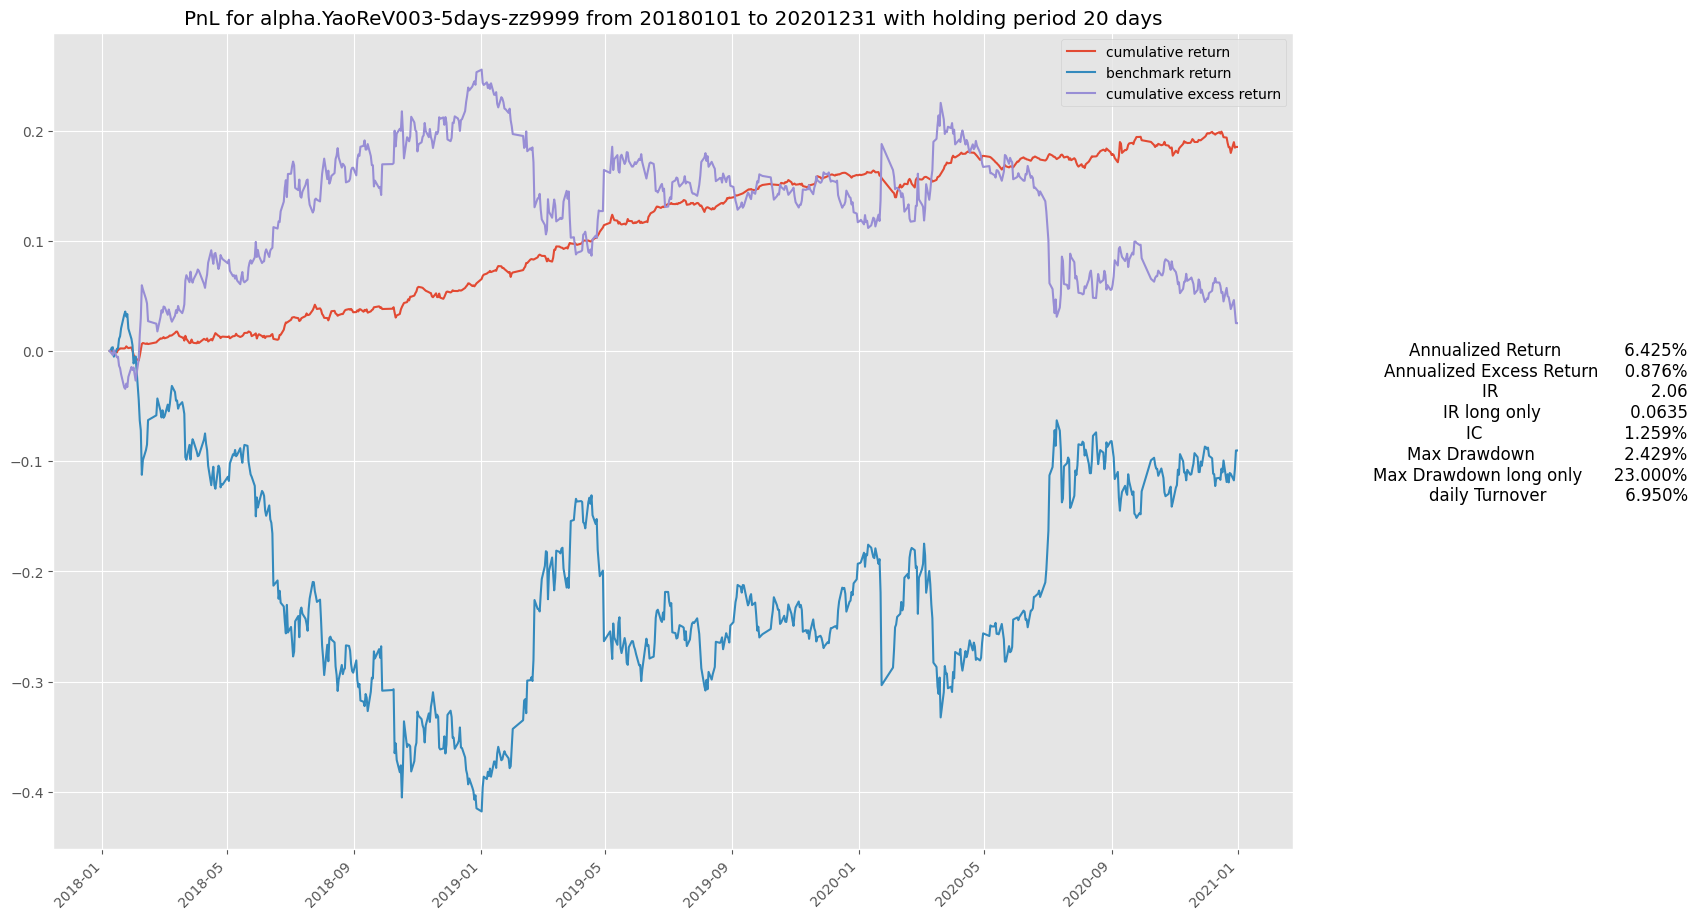 PnL for alpha.YaoReV003-5days-zz9999 from 20180101 to 20201231 with holding period 20 days
cumulative return
benchmark return
cumulative excess return
0.2
0.1
0.0
−0.1
−0.2
−0.3
−0.4
2018-01
2018-05
2018-09
2019-01
2019-05
2019-09
2020-01
2020-05
2020-09
2021-01
Annualized Return 6.425%
Annualized Excess Return 0.876%
IR 2.06
IR long only 0.0635
IC 1.259%
Max Drawdown 2.429%
Max Drawdown long only 23.000%
daily Turnover 6.950%